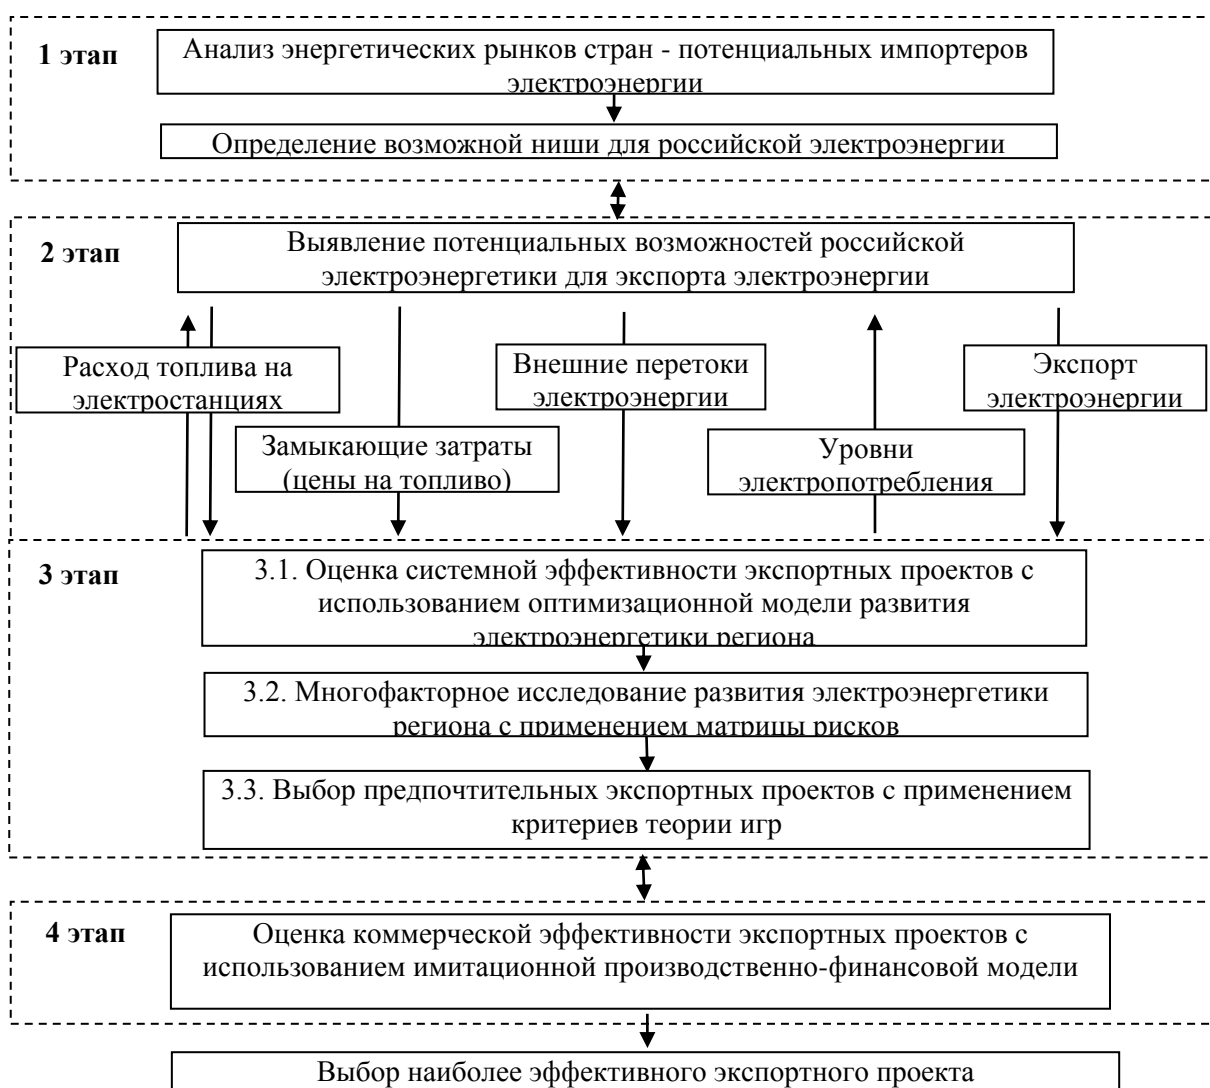 1 этап
Анализ энергетических рынков стран - потенциальных импортеров
электроэнергии
Определение возможной ниши для российской электроэнергии
2 этап
Выявление потенциальных возможностей российской
электроэнергетики для экспорта электроэнергии
Расход топлива на
электростанциях
Внешние перетоки
электроэнергии
Экспорт
электроэнергии
Замыкающие затраты
(цены на топливо)
Уровни
электропотребления
3 этап
3.1. Оценка системной эффективности экспортных проектов с
использованием оптимизационной модели развития
электроэнергетики региона
3.2. Многофакторное исследование развития электроэнергетики
региона с применением матрицы рисков
3.3. Выбор предпочтительных экспортных проектов с применением
критериев теории игр
4 этап
Оценка коммерческой эффективности экспортных проектов с
использованием имитационной производственно-финансовой модели
Выбор наиболее эффективного экспортного проекта